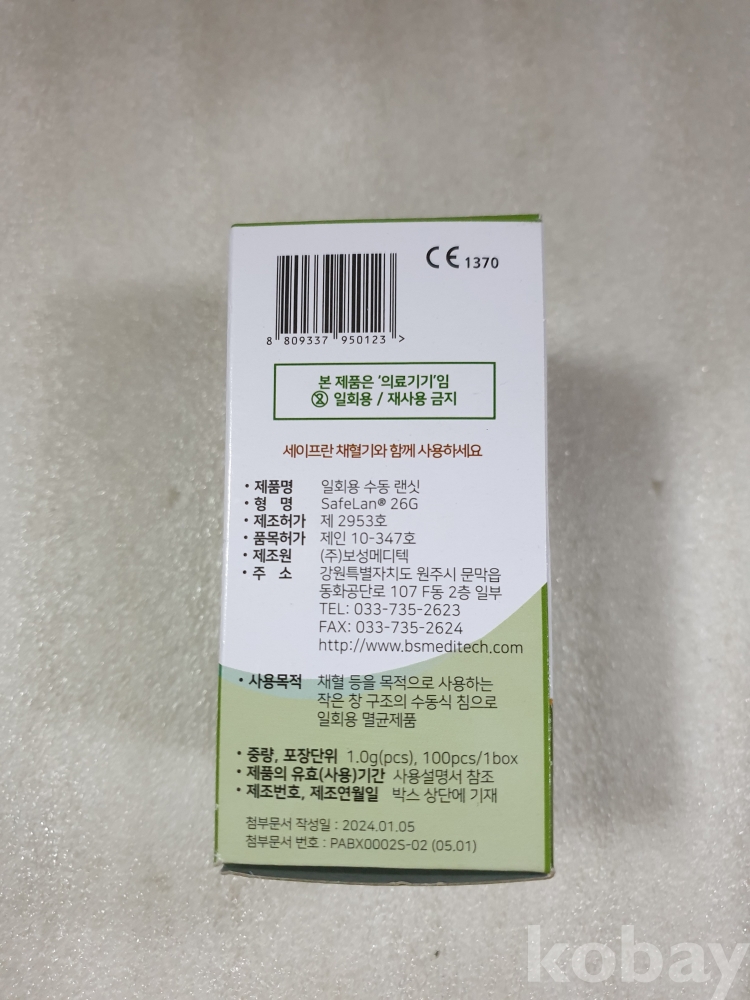 CE 1370
8 809337 950123 >
본 제품은 '의료기기'임
일회용 / 재사용 금지
세이프란 채혈기와 함께 사용하세요
• 제품명 일회용 수동 랜싯
• 형 명 SafeLan® 26G
• 제조허가 제 2953호
• 품목허가 제인 10-347호
• 제조원 (주)보성메디텍
• 주 소 강원특별자치도 원주시 문막읍
동화공단로 107 F동 2층 일부
TEL: 033-735-2623
FAX: 033-735-2624
http://www.bsmeditech.com
• 사용목적 채혈 등을 목적으로 사용하는
작은 창 구조의 수동식 침으로
일회용 멸균제품
• 중량, 포장단위 1.0g(pcs), 100pcs/1box
• 제품의 유효(사용)기간 사용설명서 참조
• 제조번호, 제조연월일 박스 상단에 기재
첨부문서 작성일 : 2024.01.05
첨부문서 번호 : PABX0002S-02 (05.01)
kobay